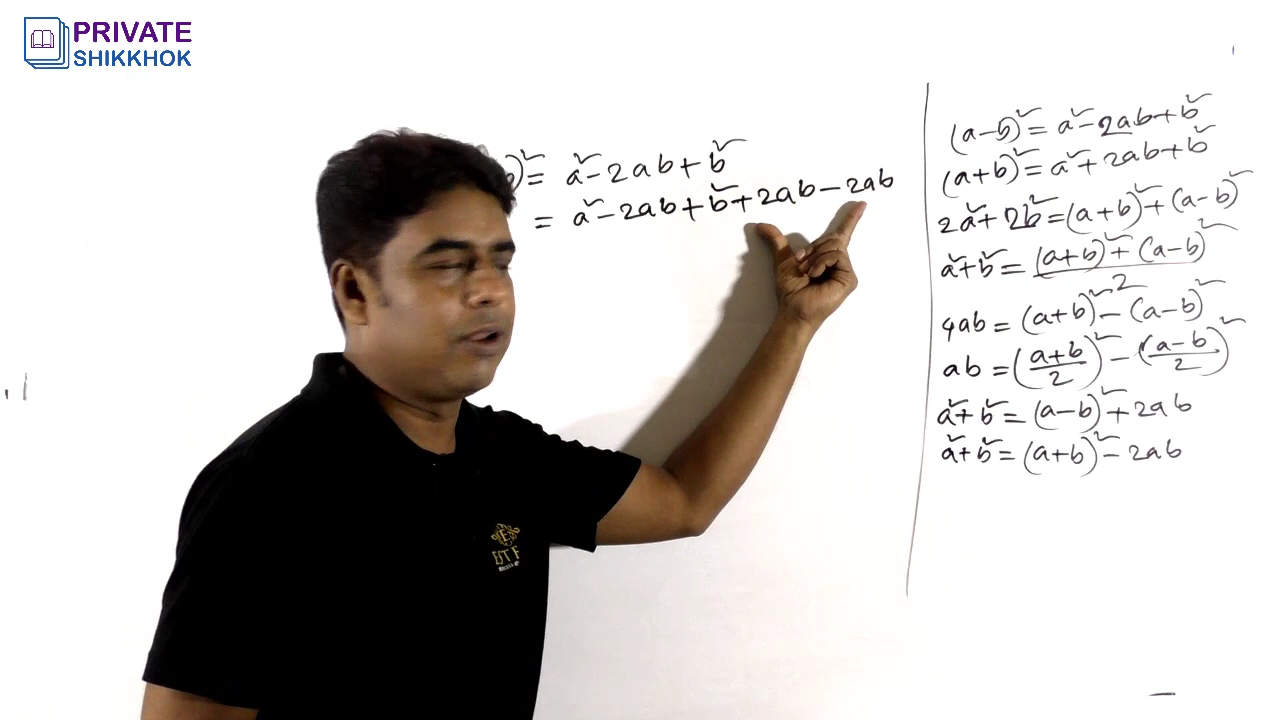 PRIVATE
SHIKKHOK
)² = a² - 2ab + b²
= a² - 2ab + b² + 2ab - 2ab
(a-b)² = a² - 2ab + b²
(a+b)² = a² + 2ab + b²
2a² + 2b² = (a+b)² + (a-b)²
a² + b² = ((a+b)² + (a-b)²)/2
4ab = (a+b)² - (a-b)²
ab = ((a+b)/2)² - ((a-b)/2)²
a² + b² = (a-b)² + 2ab
a² + b² = (a+b)² - 2ab